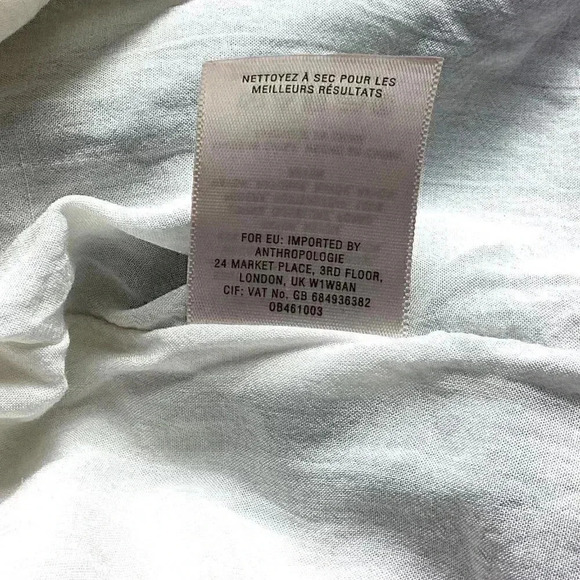 NETTOYEZ À SEC POUR LES
MEILLEURS RÉSULTATS
FOR EU: IMPORTED BY
ANTHROPOLOGIE
24 MARKET PLACE, 3RD FLOOR,
LONDON, UK W1W8AN
CIF: VAT No. GB 684936382
OB461003